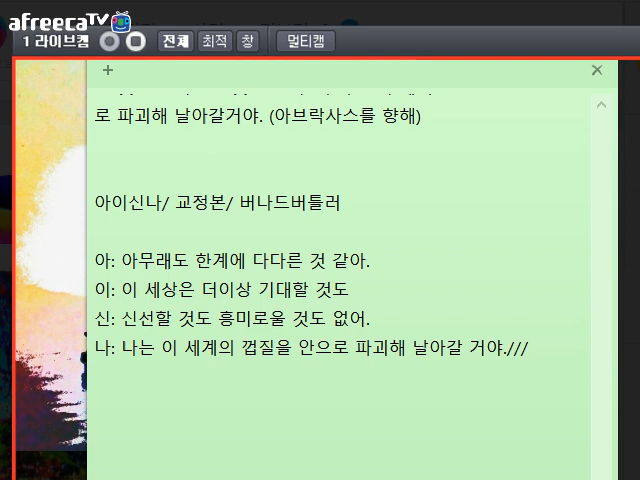 afreecaTV
1 라이브캠
전체
최적
창
멀티캠
로 파괴해 날아갈거야. (아브락사스를 향해)
아이신나/ 교정본/ 버나드버틀러
아: 아무래도 한계에 다다른 것 같아.
이: 이 세상은 더이상 기대할 것도
신: 신선할 것도 흥미로울 것도 없어.
나: 나는 이 세계의 껍질을 안으로 파괴해 날아갈 거야.///